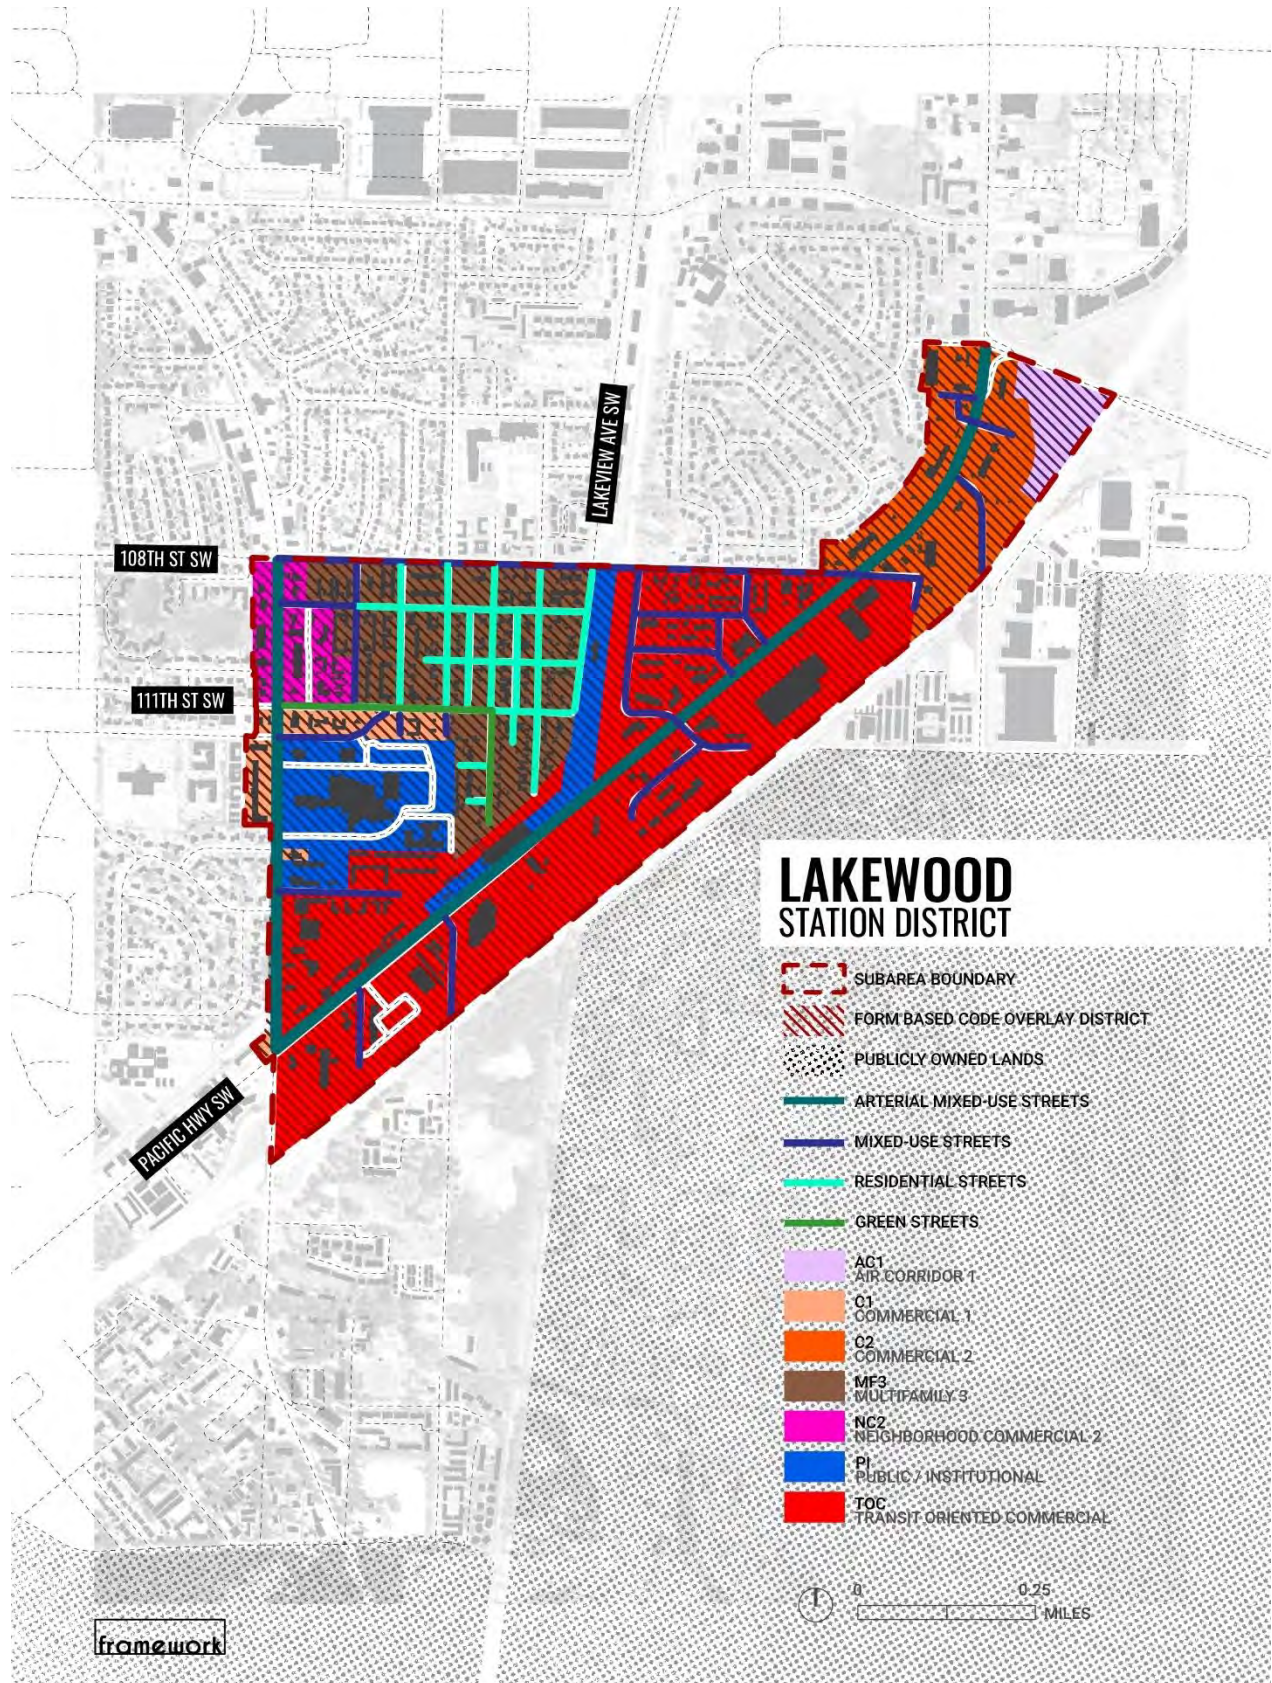 LAKEVIEW AVE SW
108TH ST SW
111TH ST SW
PACIFIC HWY SW
LAKEWOOD
STATION DISTRICT
SUBAREA BOUNDARY
FORM BASED CODE OVERLAY DISTRICT
PUBLICLY OWNED LANDS
ARTERIAL MIXED-USE STREETS
MIXED-USE STREETS
RESIDENTIAL STREETS
GREEN STREETS
AC1
AIR CORRIDOR 1
C1
COMMERCIAL 1
C2
COMMERCIAL 2
MF3
MULTIFAMILY 3
NC2
NEIGHBORHOOD COMMERCIAL 2
PI
PUBLIC / INSTITUTIONAL
TOC
TRANSIT ORIENTED COMMERCIAL
0 0.25
MILES
framework